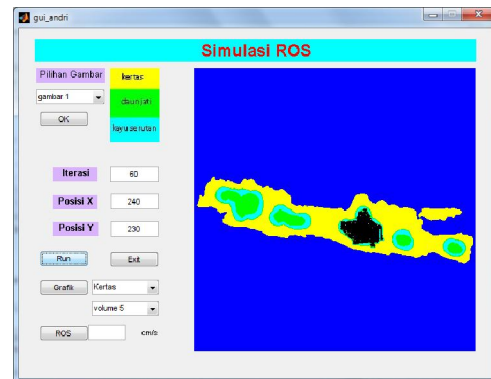 gui_andri
Simulasi ROS
Pilihan Gambar
kertas
gambar 1
daun jati
OK
kayu serutan
Iterasi
60
Posisi X
240
Posisi Y
230
Run
Exit
Grafik
Kertas
volume 5
ROS
cm/s